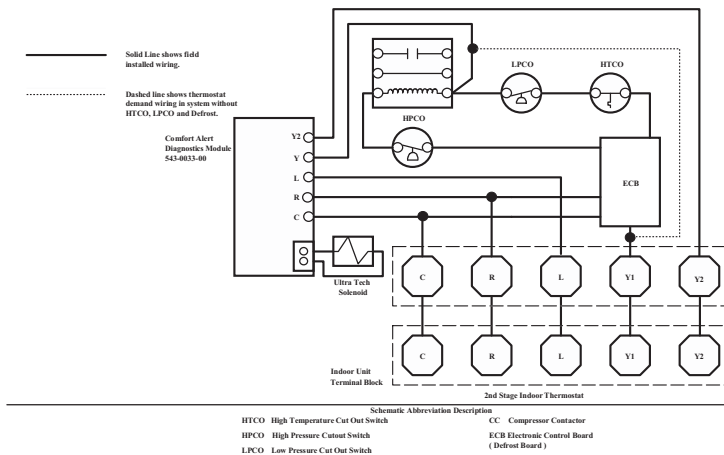 Solid Line shows field
installed wiring.
Dashed line shows thermostat
demand wiring in system without
HTCO, LPCO and Defrost.
Comfort Alert
Diagnostics Module
543-0033-00
Y2
Y
L
R
C
LPCO
HTCO
HPCO
ECB
Ultra Tech
Solenoid
C
R
L
Y1
Y2
C
R
L
Y1
Y2
Indoor Unit
Terminal Block
2nd Stage Indoor Thermostat
Schematic Abbreviation Description
HTCO High Temperature Cut Out Switch
HPCO High Pressure Cutout Switch
LPCO Low Pressure Cut Out Switch
CC Compressor Contactor
ECB Electronic Control Board
( Defrost Board )